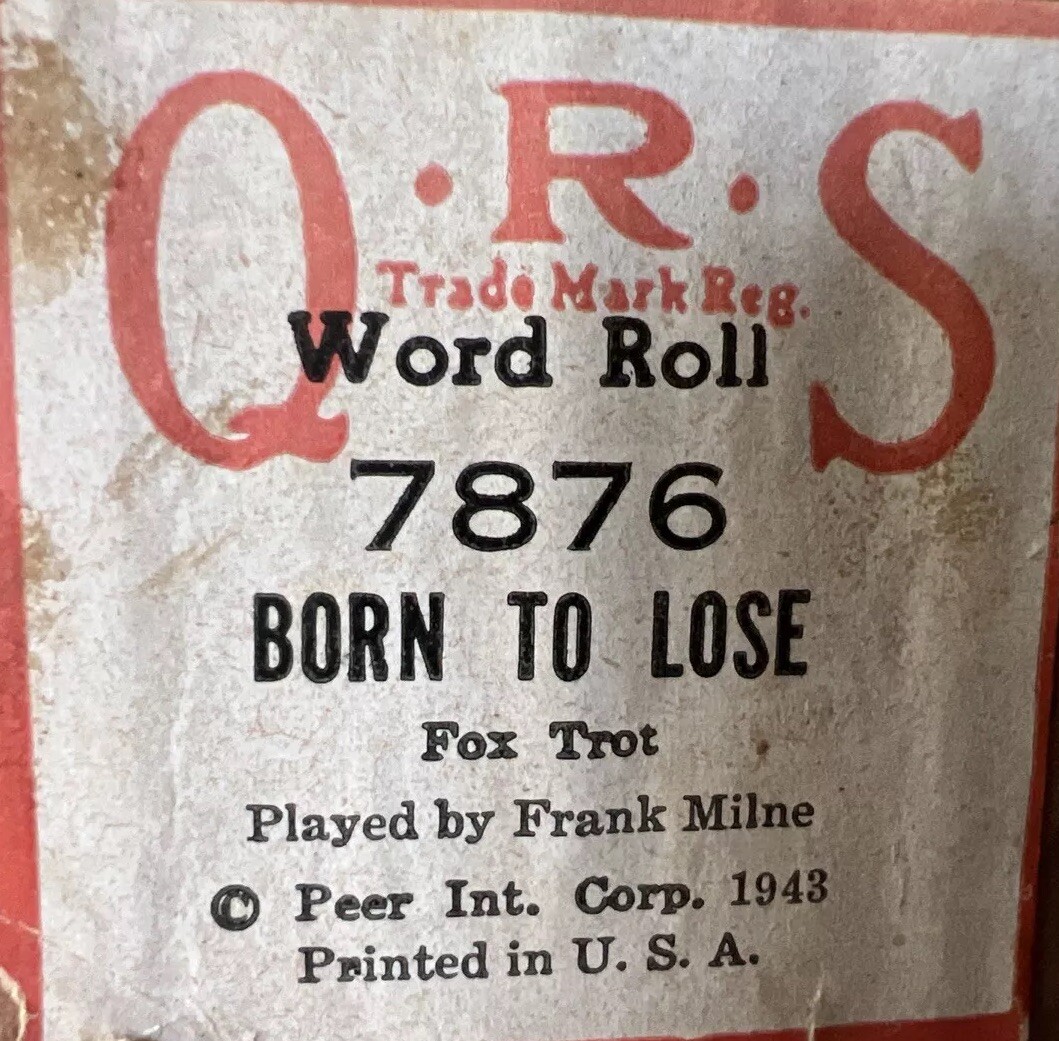 Q·R·S
Trade Mark Reg.
Word Roll
7876
BORN TO LOSE
Fox Trot
Played by Frank Milne
© Peer Int. Corp. 1943
Printed in U. S. A.